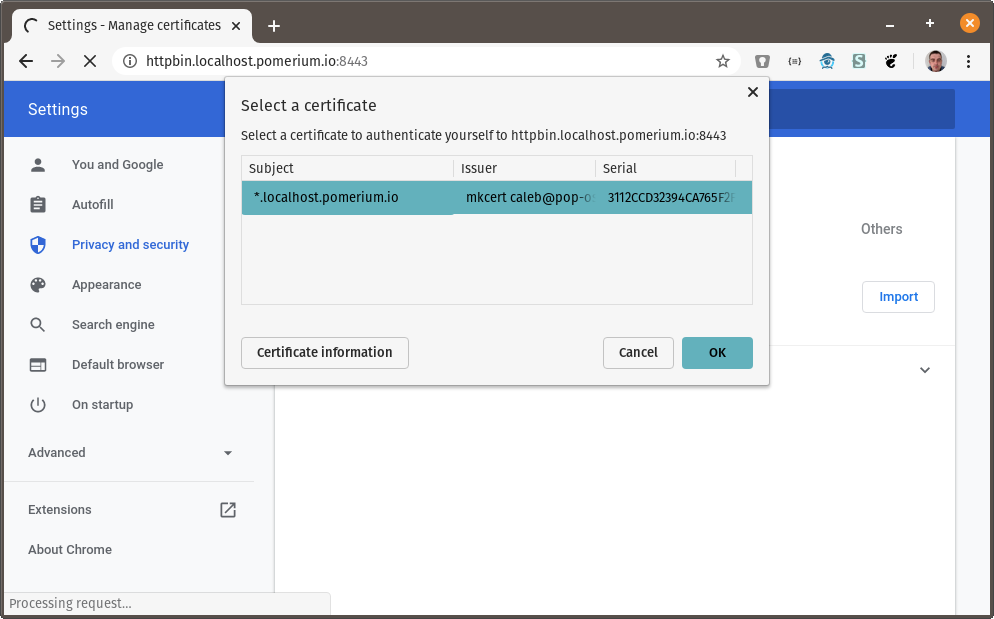 Settings - Manage certificates
httpbin.localhost.pomerium.io:8443
Settings
Select a certificate
Select a certificate to authenticate yourself to httpbin.localhost.pomerium.io:8443
Subject Issuer Serial
*.localhost.pomerium.io mkcert caleb@pop-os 3112CCD32394CA765F2F
Certificate information Cancel OK
You and Google
Autofill
Privacy and security
Appearance
Search engine
Default browser
On startup
Advanced
Extensions
About Chrome
Others
Import
Processing request...